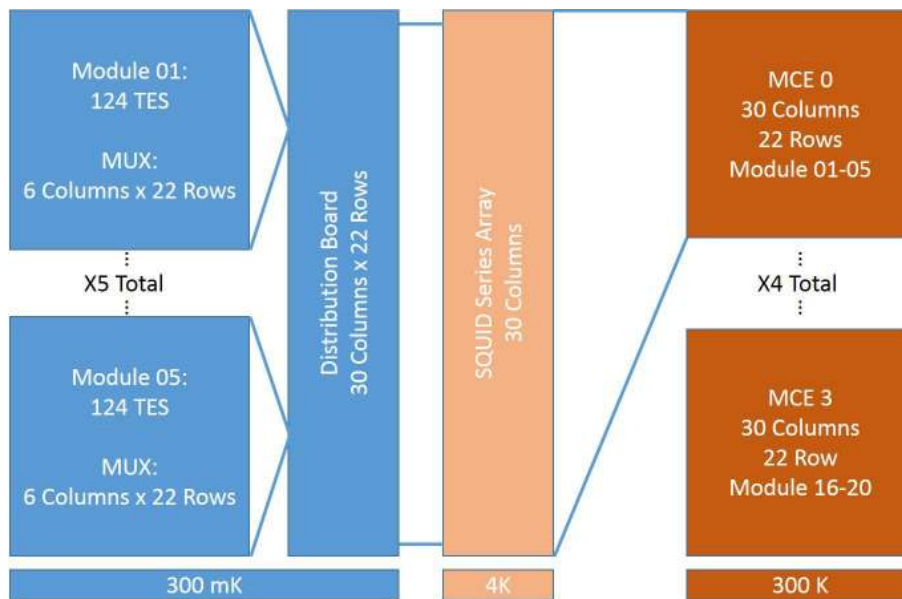 Module 01:
124 TES
MUX:
6 Columns x 22 Rows
X5 Total
Module 05:
124 TES
MUX:
6 Columns x 22 Rows
300 mK
Distribution Board
30 Columns x 22 Rows
SQUID Series Array
30 Columns
4K
MCE 0
30 Columns
22 Rows
Module 01-05
X4 Total
MCE 3
30 Columns
22 Row
Module 16-20
300 K